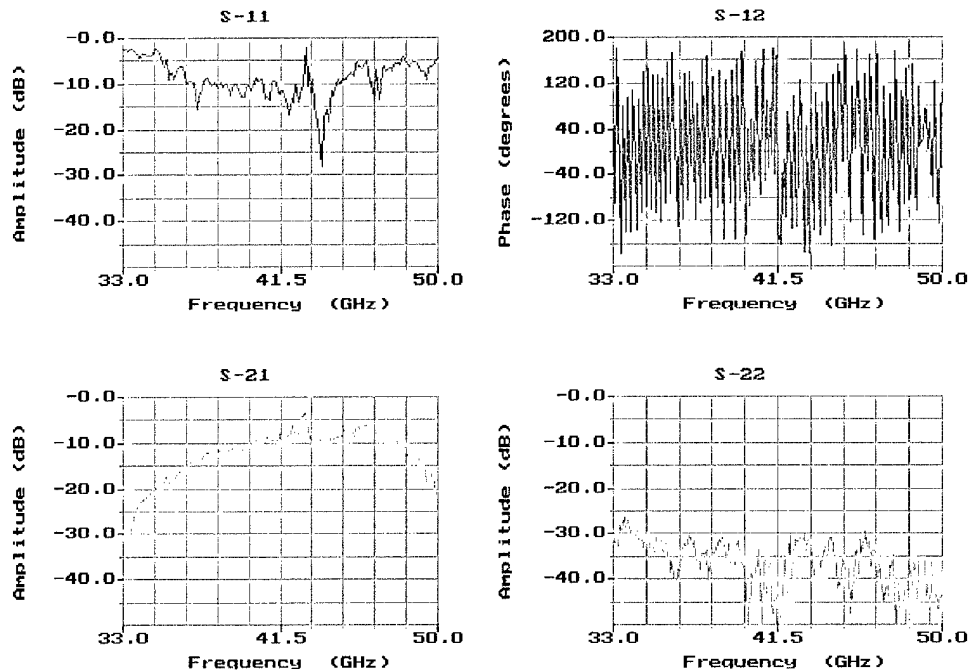 S-11
Amplitude (dB)
-0.0
-10.0
-20.0
-30.0
-40.0
33.0 41.5 50.0
Frequency (GHz)
S-12
Phase (degrees)
200.0
120.0
40.0
-40.0
-120.0
33.0 41.5 50.0
Frequency (GHz)
S-21
Amplitude (dB)
-0.0
-10.0
-20.0
-30.0
-40.0
33.0 41.5 50.0
Frequency (GHz)
S-22
Amplitude (dB)
-0.0
-10.0
-20.0
-30.0
-40.0
33.0 41.5 50.0
Frequency (GHz)